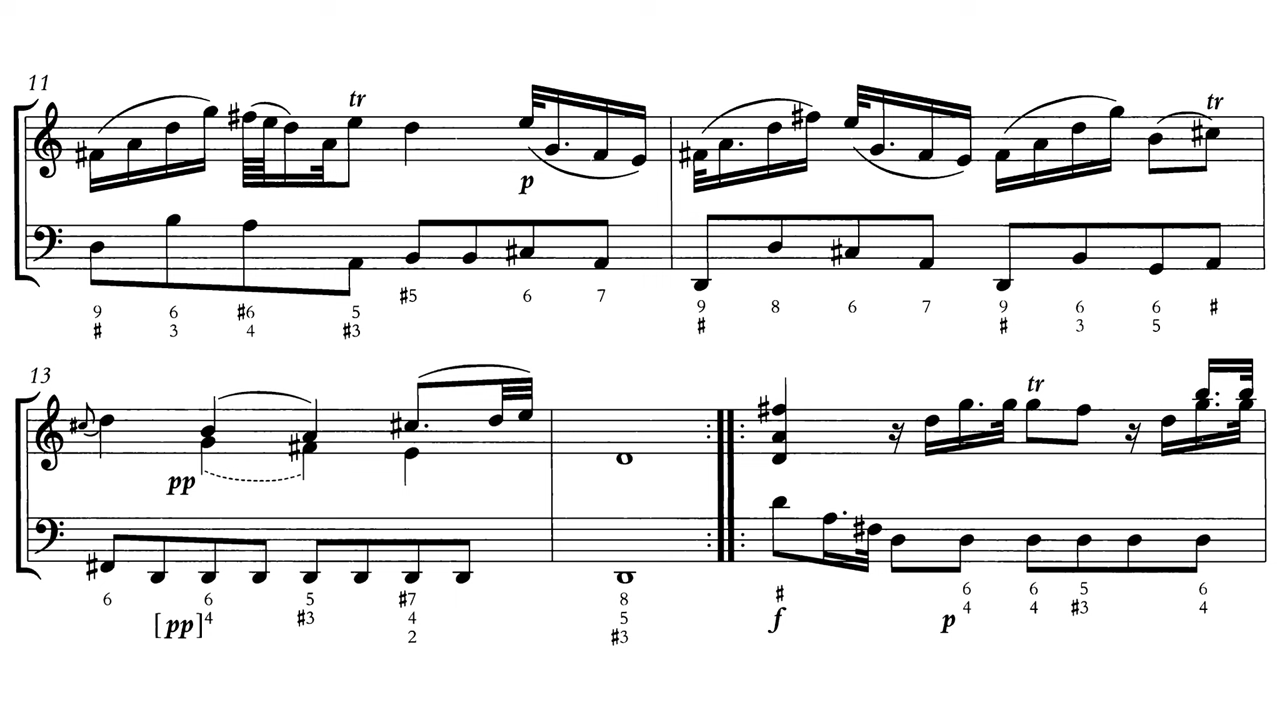 11
tr
tr
p
#5 6 7
9 6 #6 5 9 8 6 7 9 6 6 #
# 3 4 #3 # # 3 5
13
tr
pp
6 6 5 #7 8 # 6 6 5 6
[pp] 4 #3 4 5 f p 4 4 #3 4
2 #3